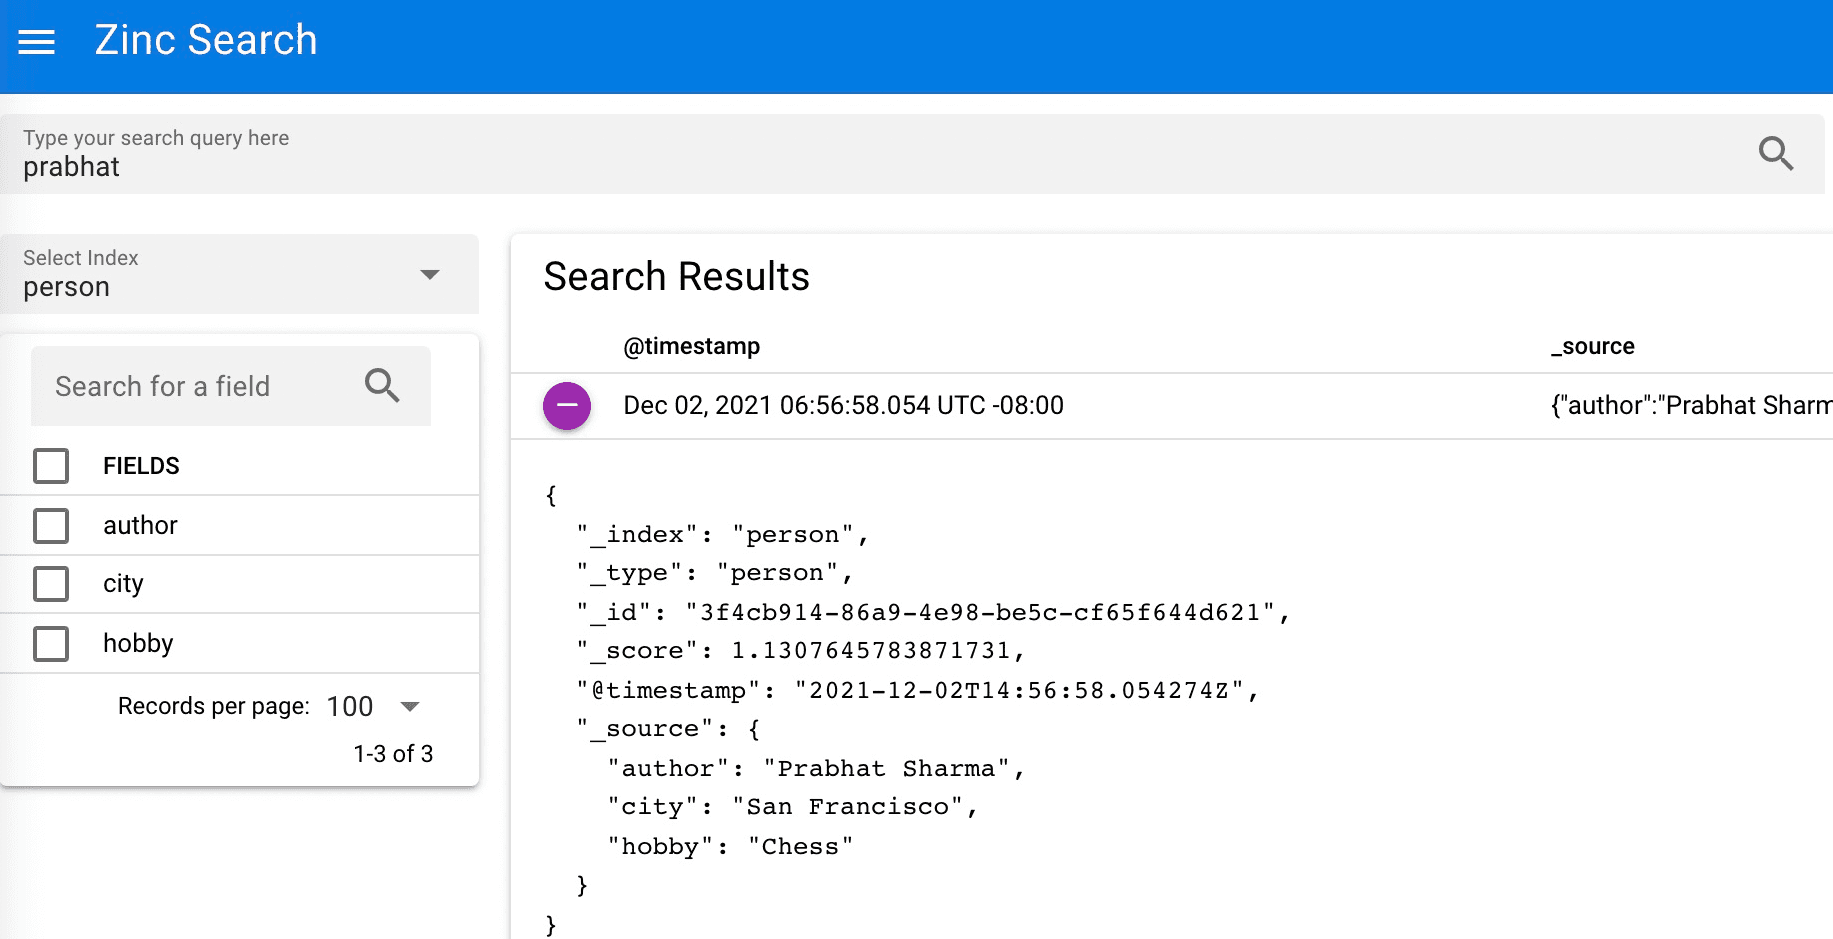 Zinc Search
Type your search query here
prabhat
Select Index
person
Search for a field
FIELDS
author
city
hobby
Records per page: 100
1-3 of 3
Search Results
@timestamp _source
Dec 02, 2021 06:56:58.054 UTC -08:00 {"author":"Prabhat Sharm
{
"_index": "person",
"_type": "person",
"_id": "3f4cb914-86a9-4e98-be5c-cf65f644d621",
"_score": 1.1307645783871731,
"@timestamp": "2021-12-02T14:56:58.054274Z",
"_source": {
"author": "Prabhat Sharma",
"city": "San Francisco",
"hobby": "Chess"
}
}